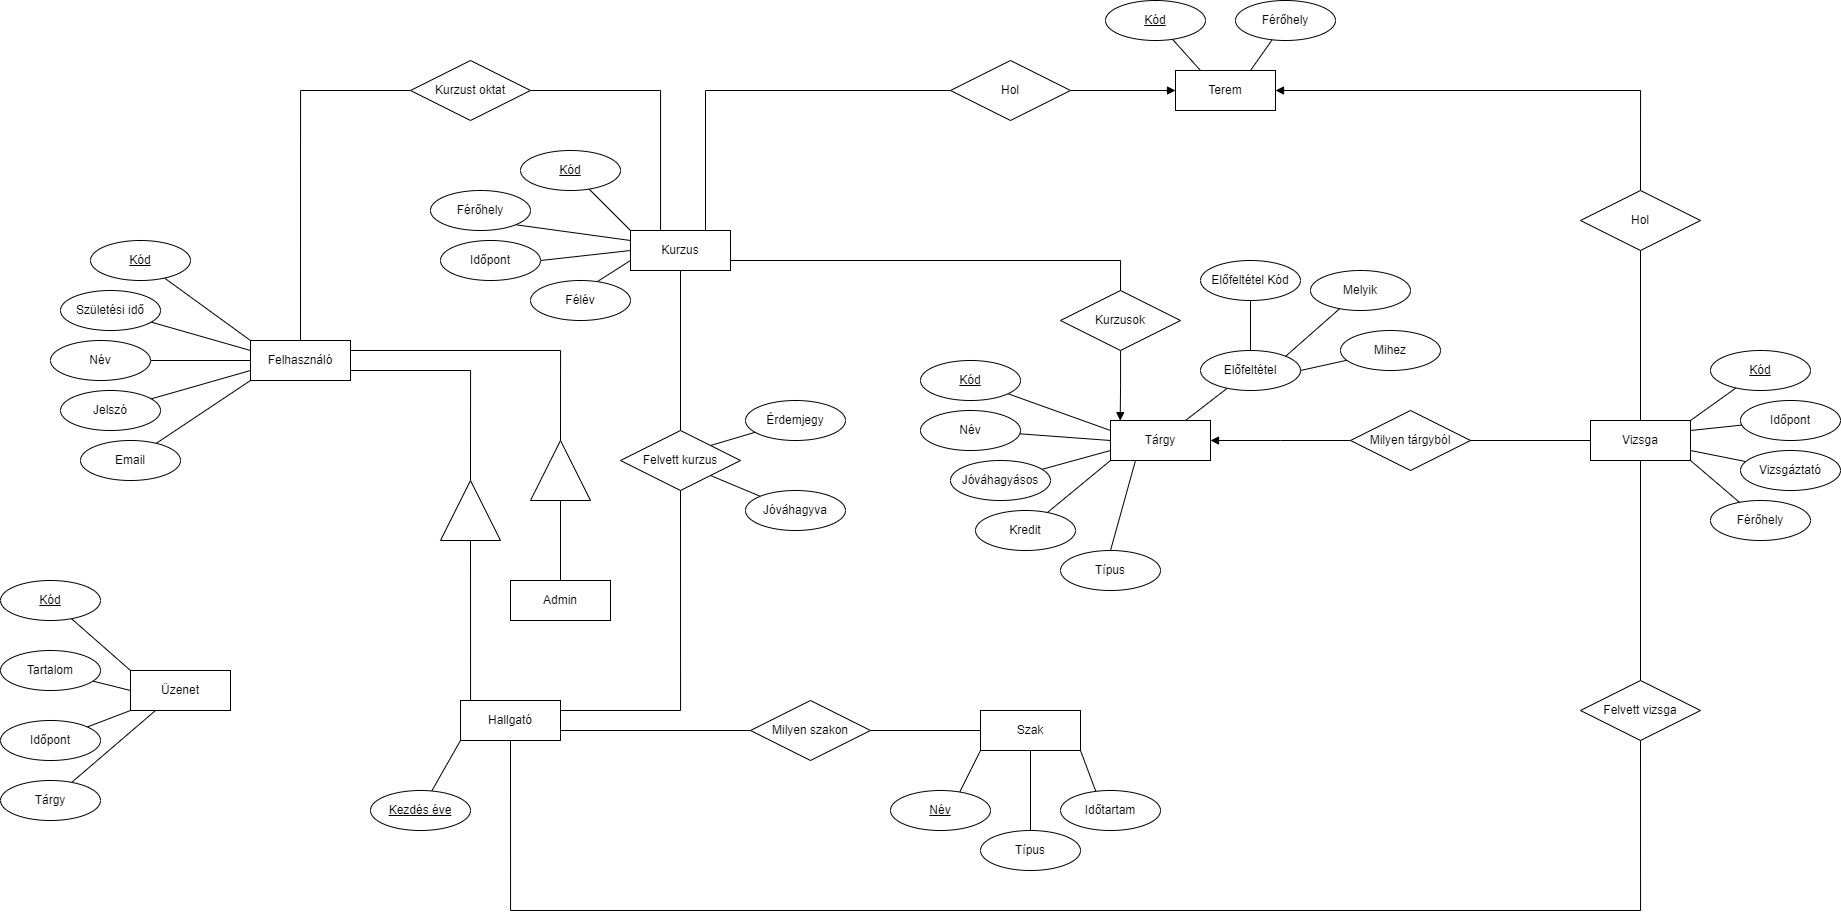 Kód
Férőhely
Kurzust oktat
Hol
Terem
Kód
Férőhely
Hol
Kurzus
Időpont
Kód
Előfeltétel Kód
Melyik
Félév
Született idő
Kurzusok
Név
Felhasználó
Mihez
Előfeltétel
Kód
Kód
Jelszó
Érdemjegy
Név
Időpont
Email
Felvett kurzus
Tárgy
Milyen tárgyból
Vizsga
Jóváhagyásos
Vizsgáztató
Jóváhagyva
Kredit
Férőhely
Típus
Kód
Admin
Tartalom
Üzenet
Hallgató
Milyen szakon
Szak
Felvett vizsga
Időpont
Tárgy
Kezdés éve
Név
Időtartam
Típus